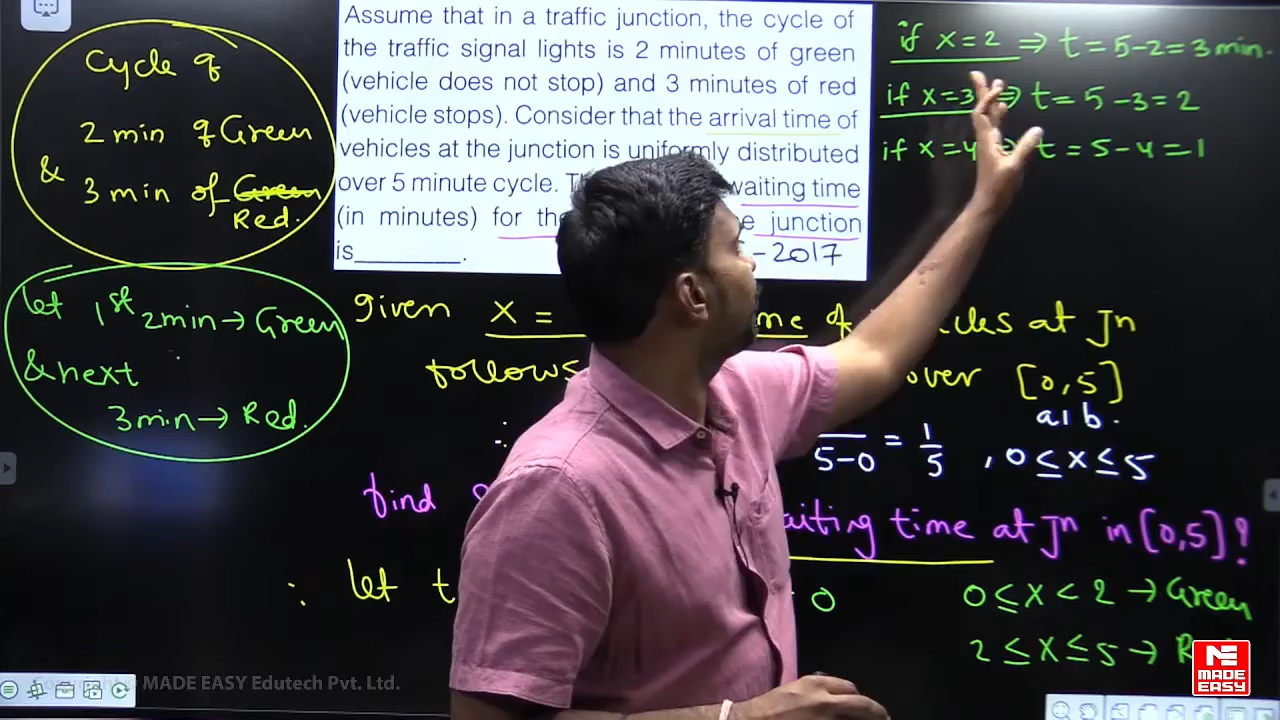 Cycle of
2 min of Green
& 3 min of Green
Red.
let 1st 2min → Green
& next
3min → Red.
Assume that in a traffic junction, the cycle of
the traffic signal lights is 2 minutes of green
(vehicle does not stop) and 3 minutes of red
(vehicle stops). Consider that the arrival time of
vehicles at the junction is uniformly distributed
over 5 minute cycle. waiting time
(in minutes) for the junction
is________.
-2017
if x=2 ⇒ t = 5-2 = 3 min.
if x=3 ⇒ t = 5-3 = 2
if x=4 t = 5-4 = 1
given X = of at Jn
follows over [0,5]
a, b.
5-0 = 1/5 , 0 ≤ x ≤ 5
find waiting time at Jn in [0,5] ?
∴ let t 0
0 ≤ x < 2 → Green
2 ≤ x ≤ 5 →
MADE EASY Edutech Pvt. Ltd.
ME
MADE
EASY